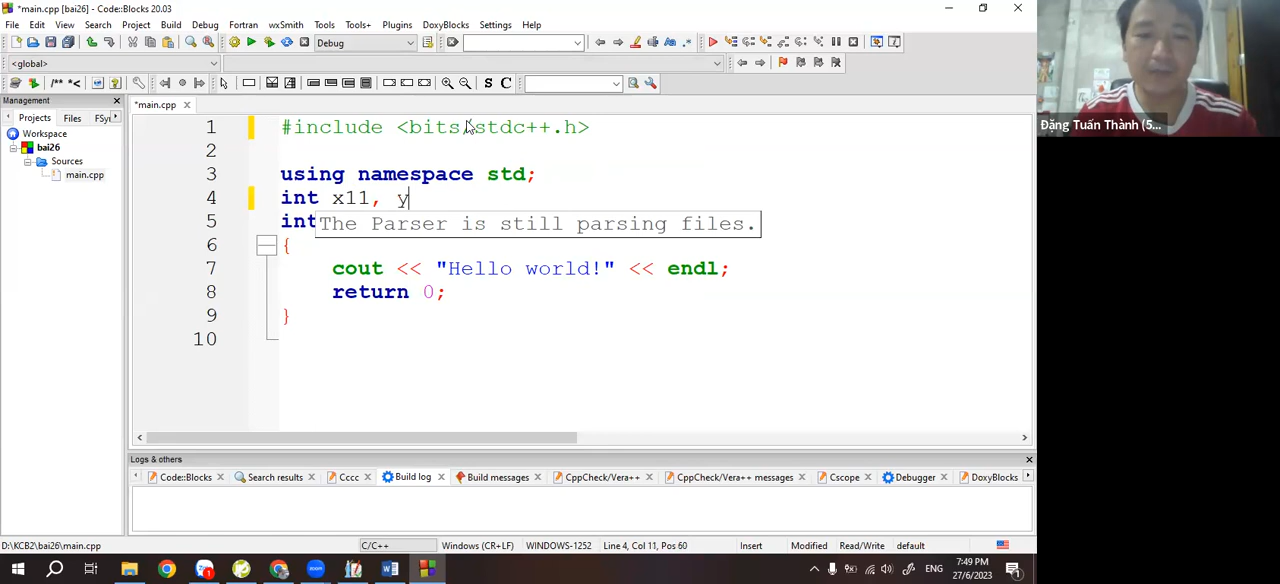 *main.cpp [bai26] - Code::Blocks 20.03
File Edit View Search Project Build Debug Fortran wxSmith Tools Tools+ Plugins DoxyBlocks Settings Help
Debug
<global>
/** *<
S C
Management
*main.cpp
Projects Files FSy
Workspace
bai26
Sources
main.cpp
1 #include <bits/stdc++.h>
2
3 using namespace std;
4 int x11, y
5 int
The Parser is still parsing files.
6 {
7 cout << "Hello world!" << endl;
8 return 0;
9 }
10
Logs & others
Code::Blocks Search results Cccc Build log Build messages CppCheck/Vera++ CppCheck/Vera++ messages Cscope Debugger DoxyBlocks
D:\KCB2\bai26\main.cpp C/C++ Windows (CR+LF) WINDOWS-1252 Line 4, Col 11, Pos 60 Insert Modified Read/Write default
ENG
7:49 PM
27/6/2023
Đặng Tuấn Thành (5...